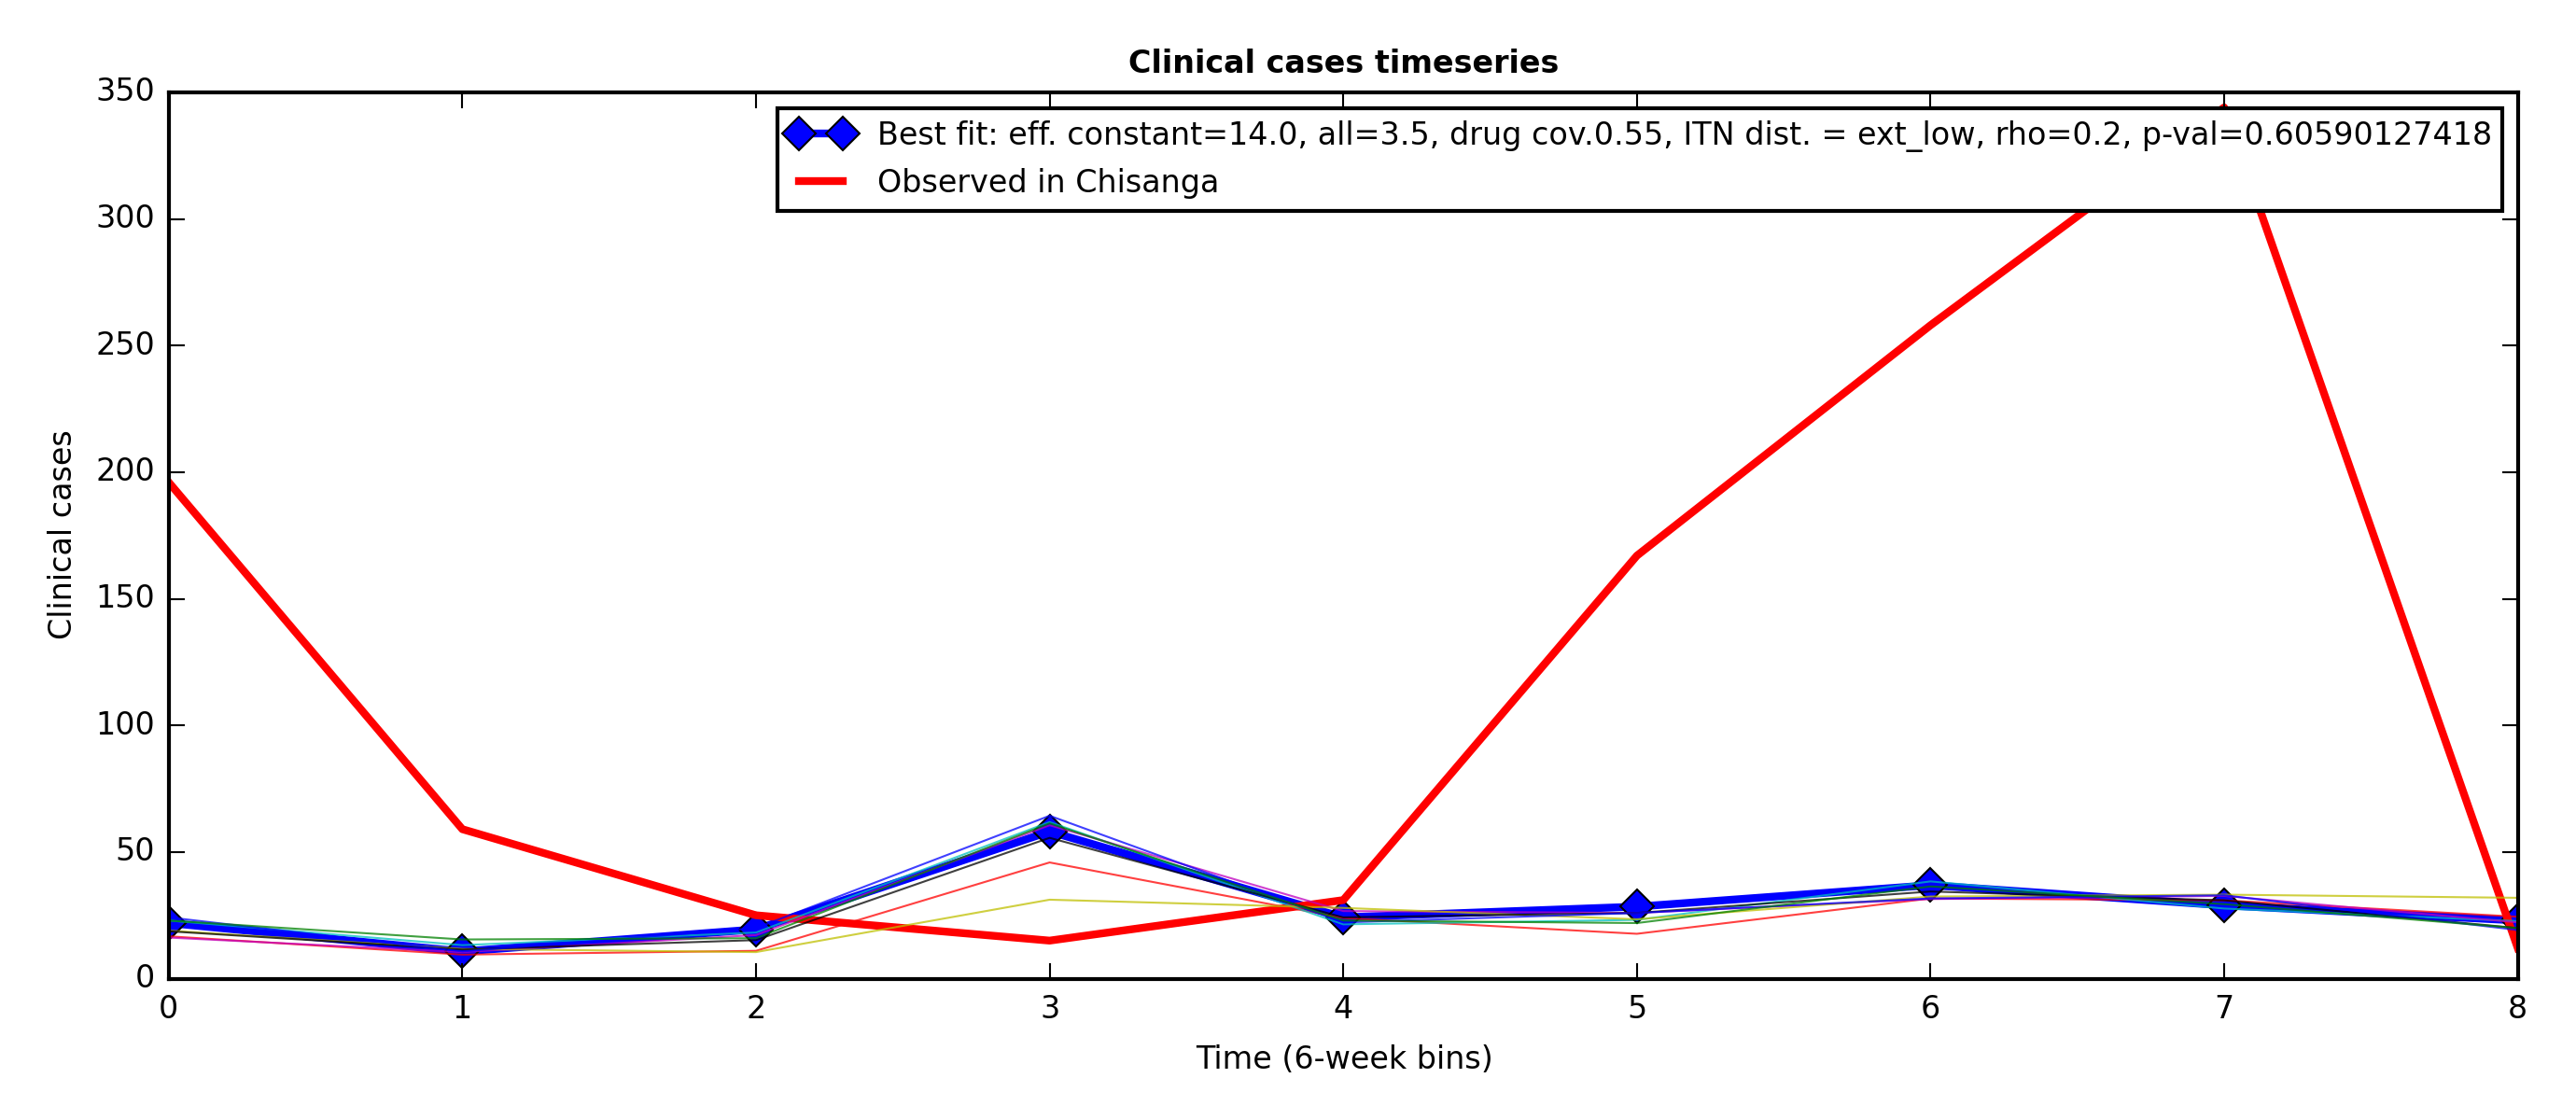 Clinical cases timeseries
350
300
250
200
150
100
50
0
Clinical cases
Best fit: eff. constant=14.0, all=3.5, drug cov.0.55, ITN dist. = ext_low, rho=0.2, p-val=0.60590127418
Observed in Chisanga
0 1 2 3 4 5 6 7 8
Time (6-week bins)